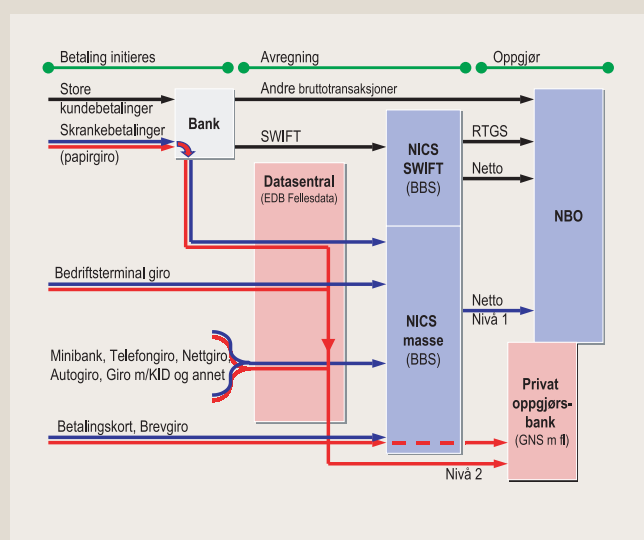 Betaling initieres
Avregning
Oppgjør
Store
kundebetalinger
Skrankebetalinger
(papirgiro)
Bank
Andre bruttotransaksjoner
SWIFT
NICS
SWIFT
(BBS)
RTGS
Netto
NBO
Datasentral
(EDB Fellesdata)
Bedriftsterminal giro
Netto
Nivå 1
NICS
masse
(BBS)
Minibank, Telefongiro, Nettgiro,
Autogiro, Giro m/KID og annet
Privat
oppgjørs-
bank
(GNS m fl)
Betalingskort, Brevgiro
Nivå 2